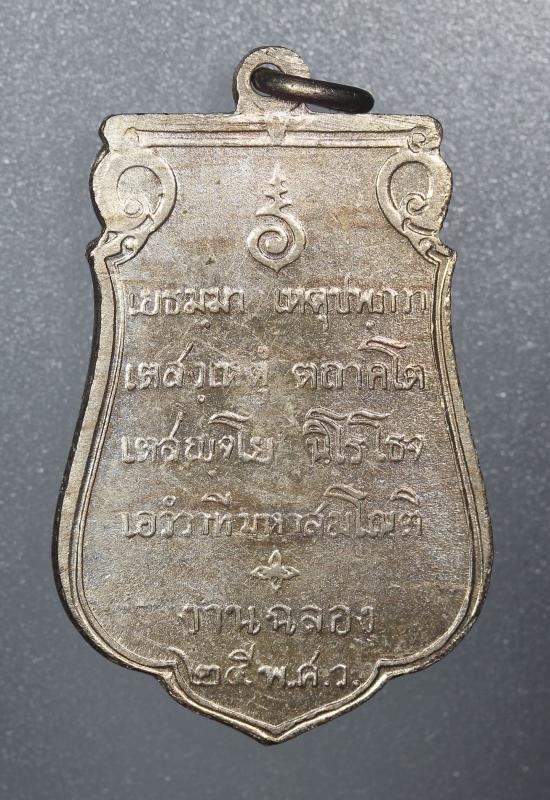 เยธมฺมา เหตุปพฺภวา
เตสํ เหตุํ ตถาคโต
เตสญฺจโย นิโรโธจ
เอวํวาทีมหาสมโณติ
งานฉลอง
๒๕ พ.ศ.ว.